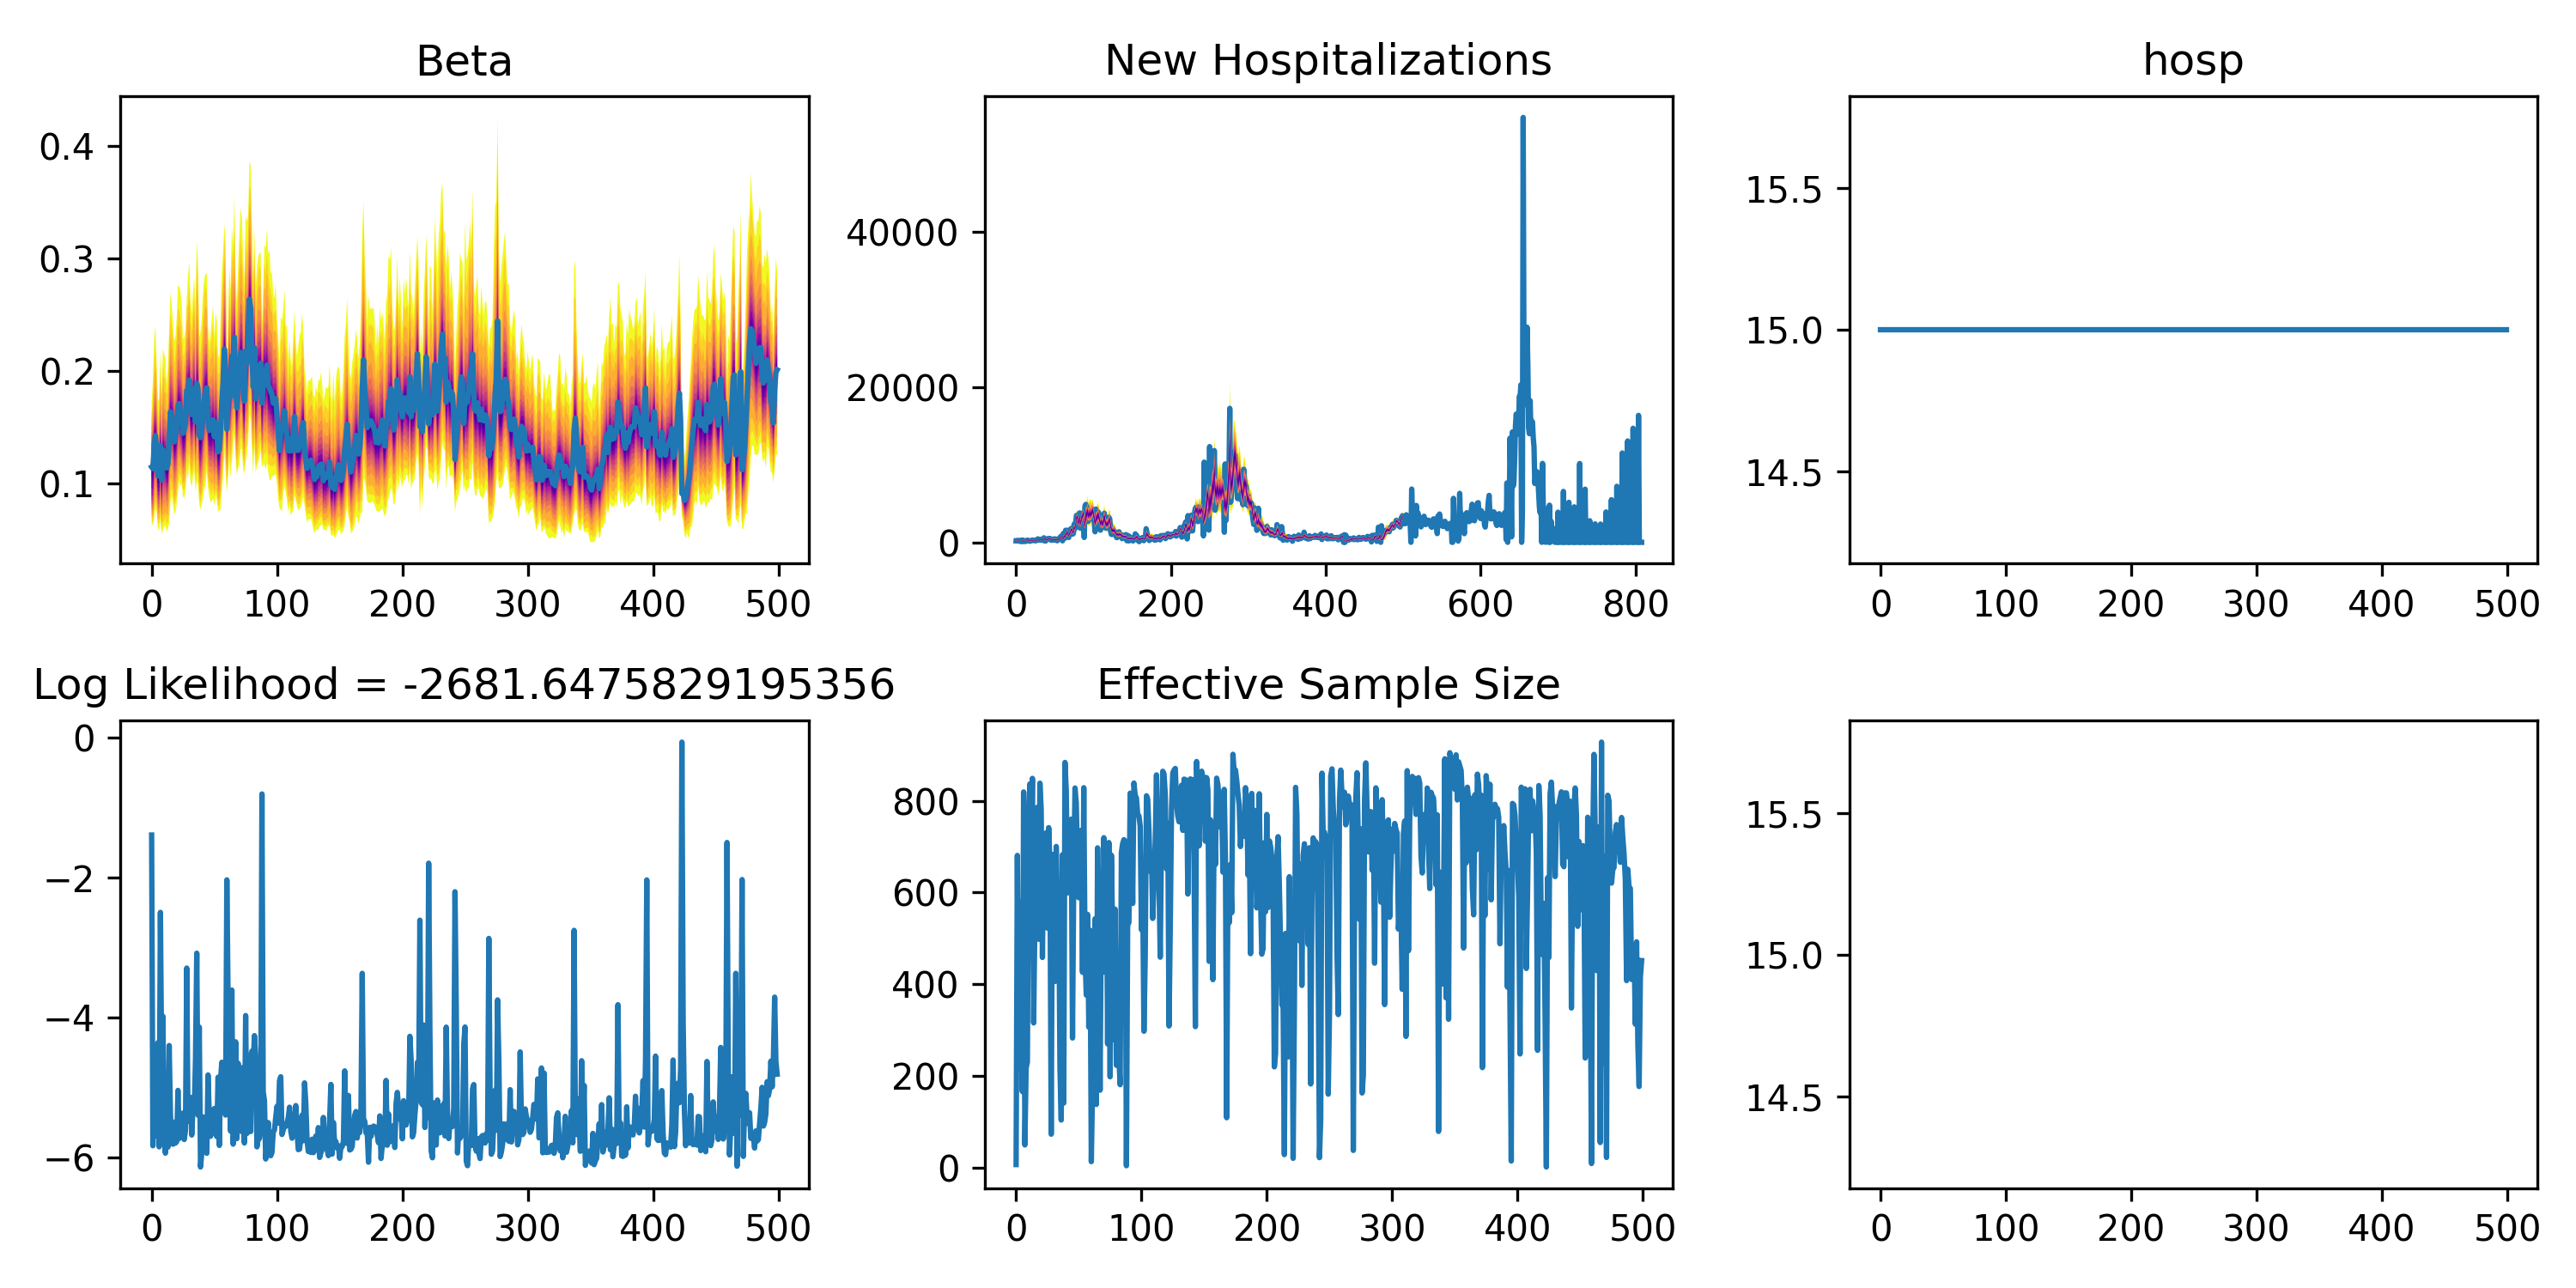 Beta
New Hospitalizations
hosp
0.4
0.3
0.2
0.1
0 100 200 300 400 500
40000
20000
0
0 200 400 600 800
15.5
15.0
14.5
0 100 200 300 400 500
Log Likelihood = -2681.6475829195356
Effective Sample Size
0
−2
−4
−6
0 100 200 300 400 500
800
600
400
200
0
0 100 200 300 400 500
15.5
15.0
14.5
0 100 200 300 400 500